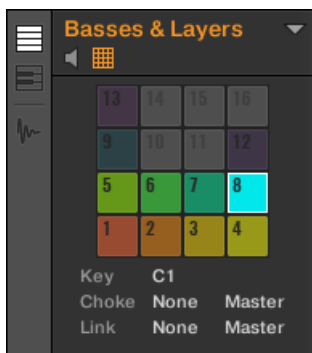 Basses & Layers
13 14 15 16
9 10 11 12
5 6 7 8
1 2 3 4
Key C1
Choke None Master
Link None Master